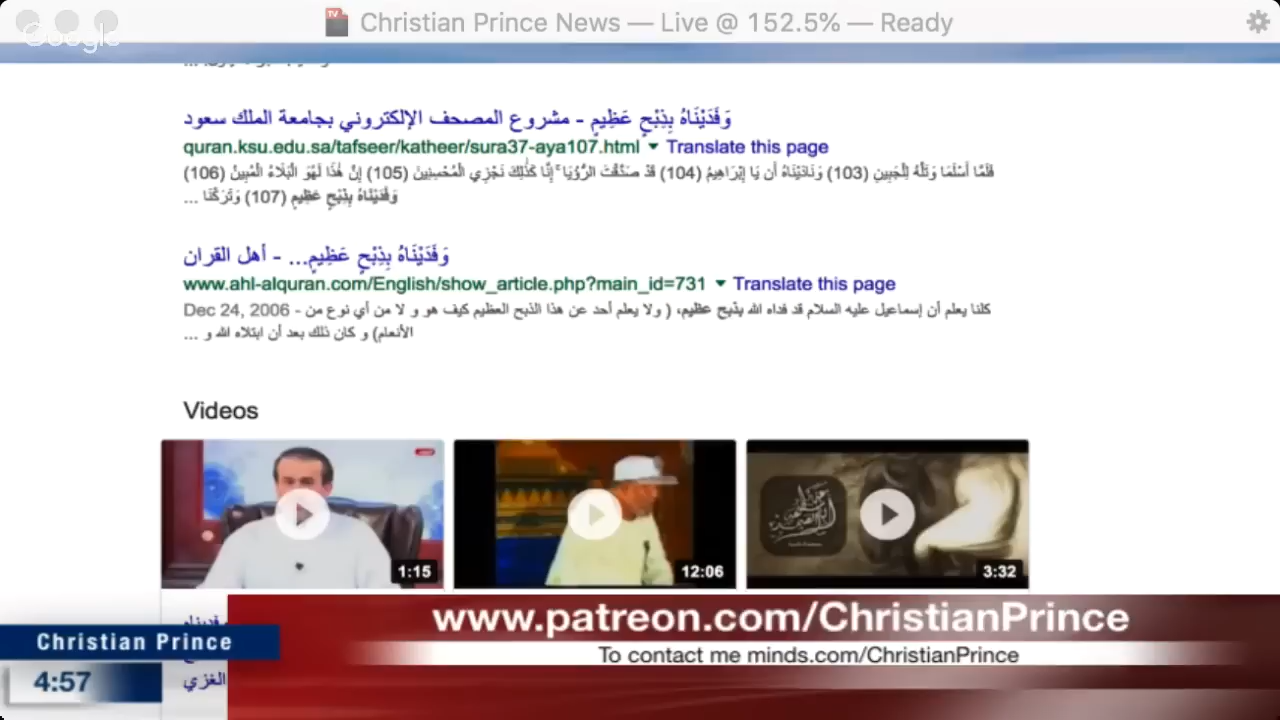 Google
Christian Prince News — Live @ 152.5% — Ready
وَفَدَيْنَاهُ بِذِبْحٍ عَظِيمٍ - مشروع المصحف الإلكتروني بجامعة الملك سعود
quran.ksu.edu.sa/tafseer/katheer/sura37-aya107.html ▼ Translate this page
فَلَمَّا أَسْلَمَا وَتَلَّهُ لِلْجَبِينِ (103) وَنَادَيْنَاهُ أَن يَا إِبْرَاهِيمُ (104) قَدْ صَدَّقْتَ الرُّؤْيَا ۚ إِنَّا كَذَٰلِكَ نَجْزِي الْمُحْسِنِينَ (105) إِنَّ هَٰذَا لَهُوَ الْبَلَاءُ الْمُبِينُ (106)
وَفَدَيْنَاهُ بِذِبْحٍ عَظِيمٍ (107) وَتَرَكْنَا ...
وَفَدَيْنَاهُ بِذِبْحٍ عَظِيمٍ... - أهل القران
www.ahl-alquran.com/English/show_article.php?main_id=731 ▼ Translate this page
Dec 24, 2006 - كلنا يعلم أن إسماعيل عليه السلام قد فداه الله بذبح عظيم، ( ولا يعلم أحد عن هذا الذبح العظيم كيف هو و لا من أي نوع من
الأنعام) و كان ذلك بعد أن ابتلاه الله و ...
Videos
1:15
12:06
3:32
www.patreon.com/ChristianPrince
Christian Prince
To contact me minds.com/ChristianPrince
4:57
الغزي